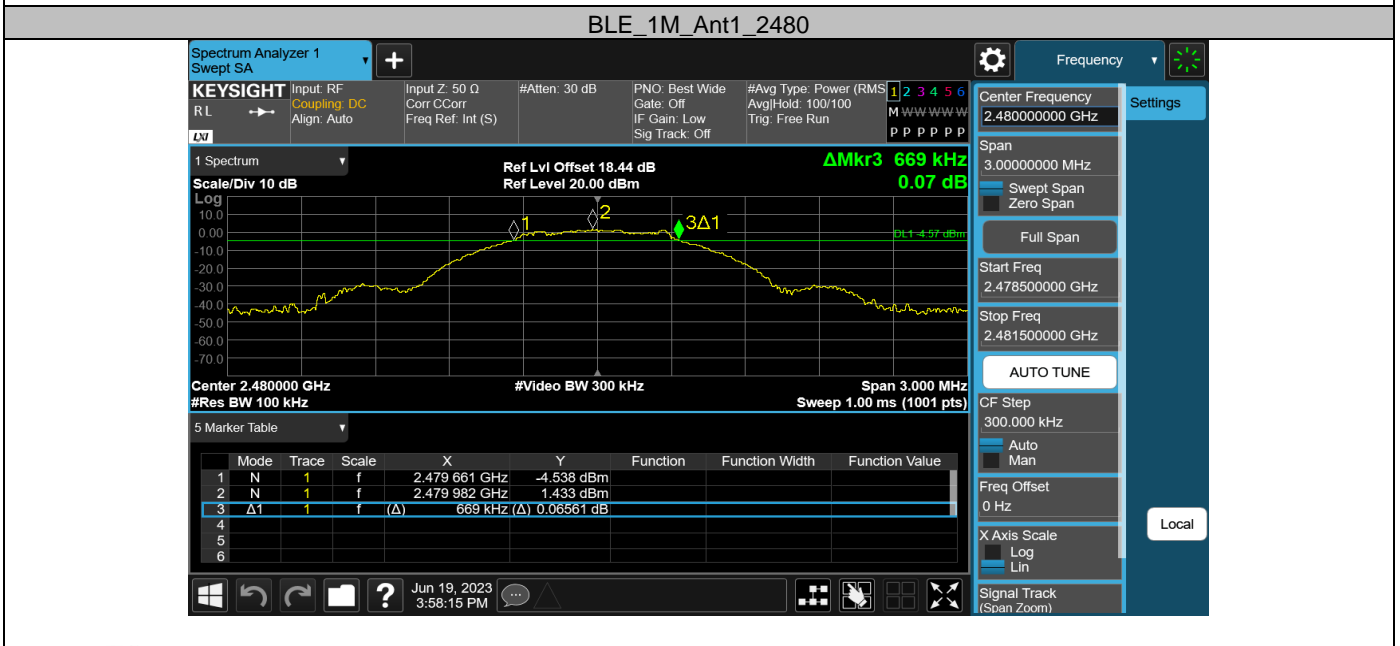 BLE_1M_Ant1_2480
Spectrum Analyzer 1
Swept SA
+
Frequency
KEYSIGHT
RL
LXI
Input: RF
Coupling: DC
Align: Auto
Input Z: 50 Ω
Corr CCorr
Freq Ref: Int (S)
#Atten: 30 dB
PNO: Best Wide
Gate: Off
IF Gain: Low
Sig Track: Off
#Avg Type: Power (RMS
Avg|Hold: 100/100
Trig: Free Run
1 2 3 4 5 6
M W W W W W
P P P P P P
1 Spectrum
Scale/Div 10 dB
Ref Lvl Offset 18.44 dB
Ref Level 20.00 dBm
ΔMkr3 669 kHz
0.07 dB
Log
10.0
0.00
-10.0
-20.0
-30.0
-40.0
-50.0
-60.0
-70.0
1
2
3Δ1
DL1 -4.57 dBm
Center 2.480000 GHz
#Video BW 300 kHz
Span 3.000 MHz
#Res BW 100 kHz
Sweep 1.00 ms (1001 pts)
5 Marker Table
Mode Trace Scale X Y Function Function Width Function Value
1 N 1 f 2.479 661 GHz -4.538 dBm
2 N 1 f 2.479 982 GHz 1.433 dBm
3 Δ1 1 f (Δ) 669 kHz (Δ) 0.06561 dB
4
5
6
?
Jun 19, 2023
3:58:15 PM
Center Frequency
2.480000000 GHz
Settings
Span
3.00000000 MHz
Swept Span
Zero Span
Full Span
Start Freq
2.478500000 GHz
Stop Freq
2.481500000 GHz
AUTO TUNE
CF Step
300.000 kHz
Auto
Man
Freq Offset
0 Hz
Local
X Axis Scale
Log
Lin
Signal Track
(Span Zoom)